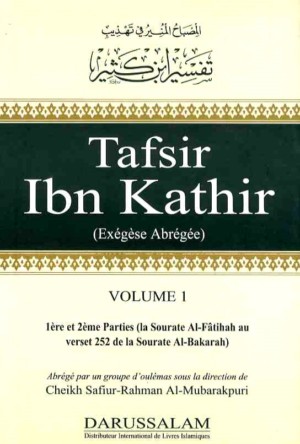 المصباح المنير في تهذيب
تفسير ابن كثير
Tafsir
Ibn Kathir
(Exégèse Abrégée)
VOLUME 1
1ère et 2ème Parties (la Sourate Al-Fâtihah au
verset 252 de la Sourate Al-Bakarah)
Abrégé par un groupe d'oulémas sous la direction de
Cheikh Safiur-Rahman Al-Mubarakpuri
DARUSSALAM
Distributeur International de Livres Islamiques